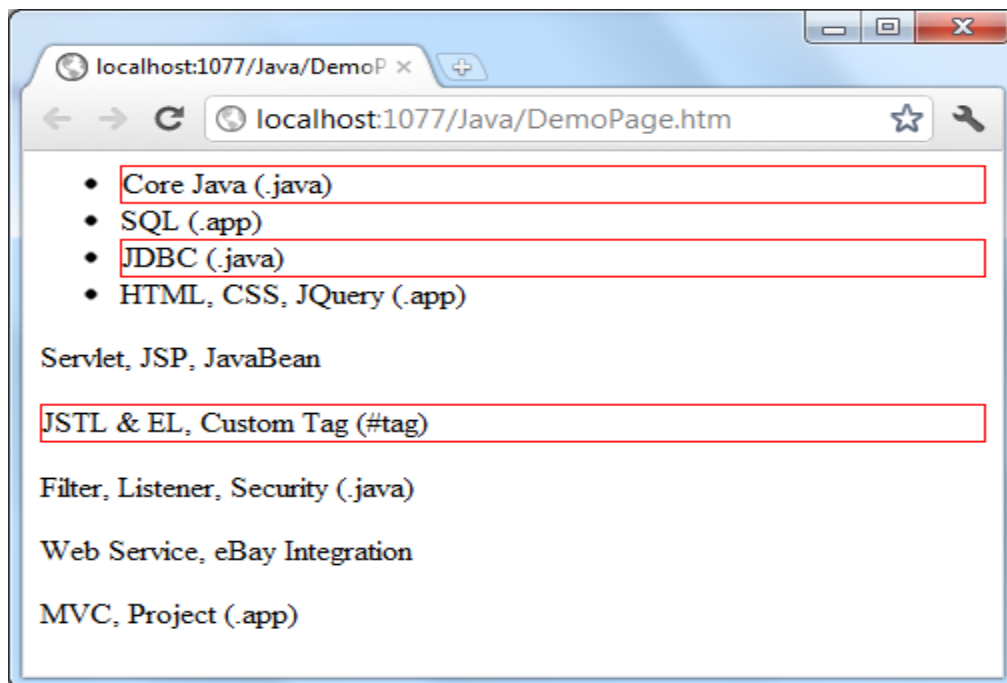 localhost:1077/Java/DemoP
localhost:1077/Java/DemoPage.htm
Core Java (.java)
SQL (.app)
JDBC (.java)
HTML, CSS, JQuery (.app)
Servlet, JSP, JavaBean
JSTL & EL, Custom Tag (#tag)
Filter, Listener, Security (.java)
Web Service, eBay Integration
MVC, Project (.app)